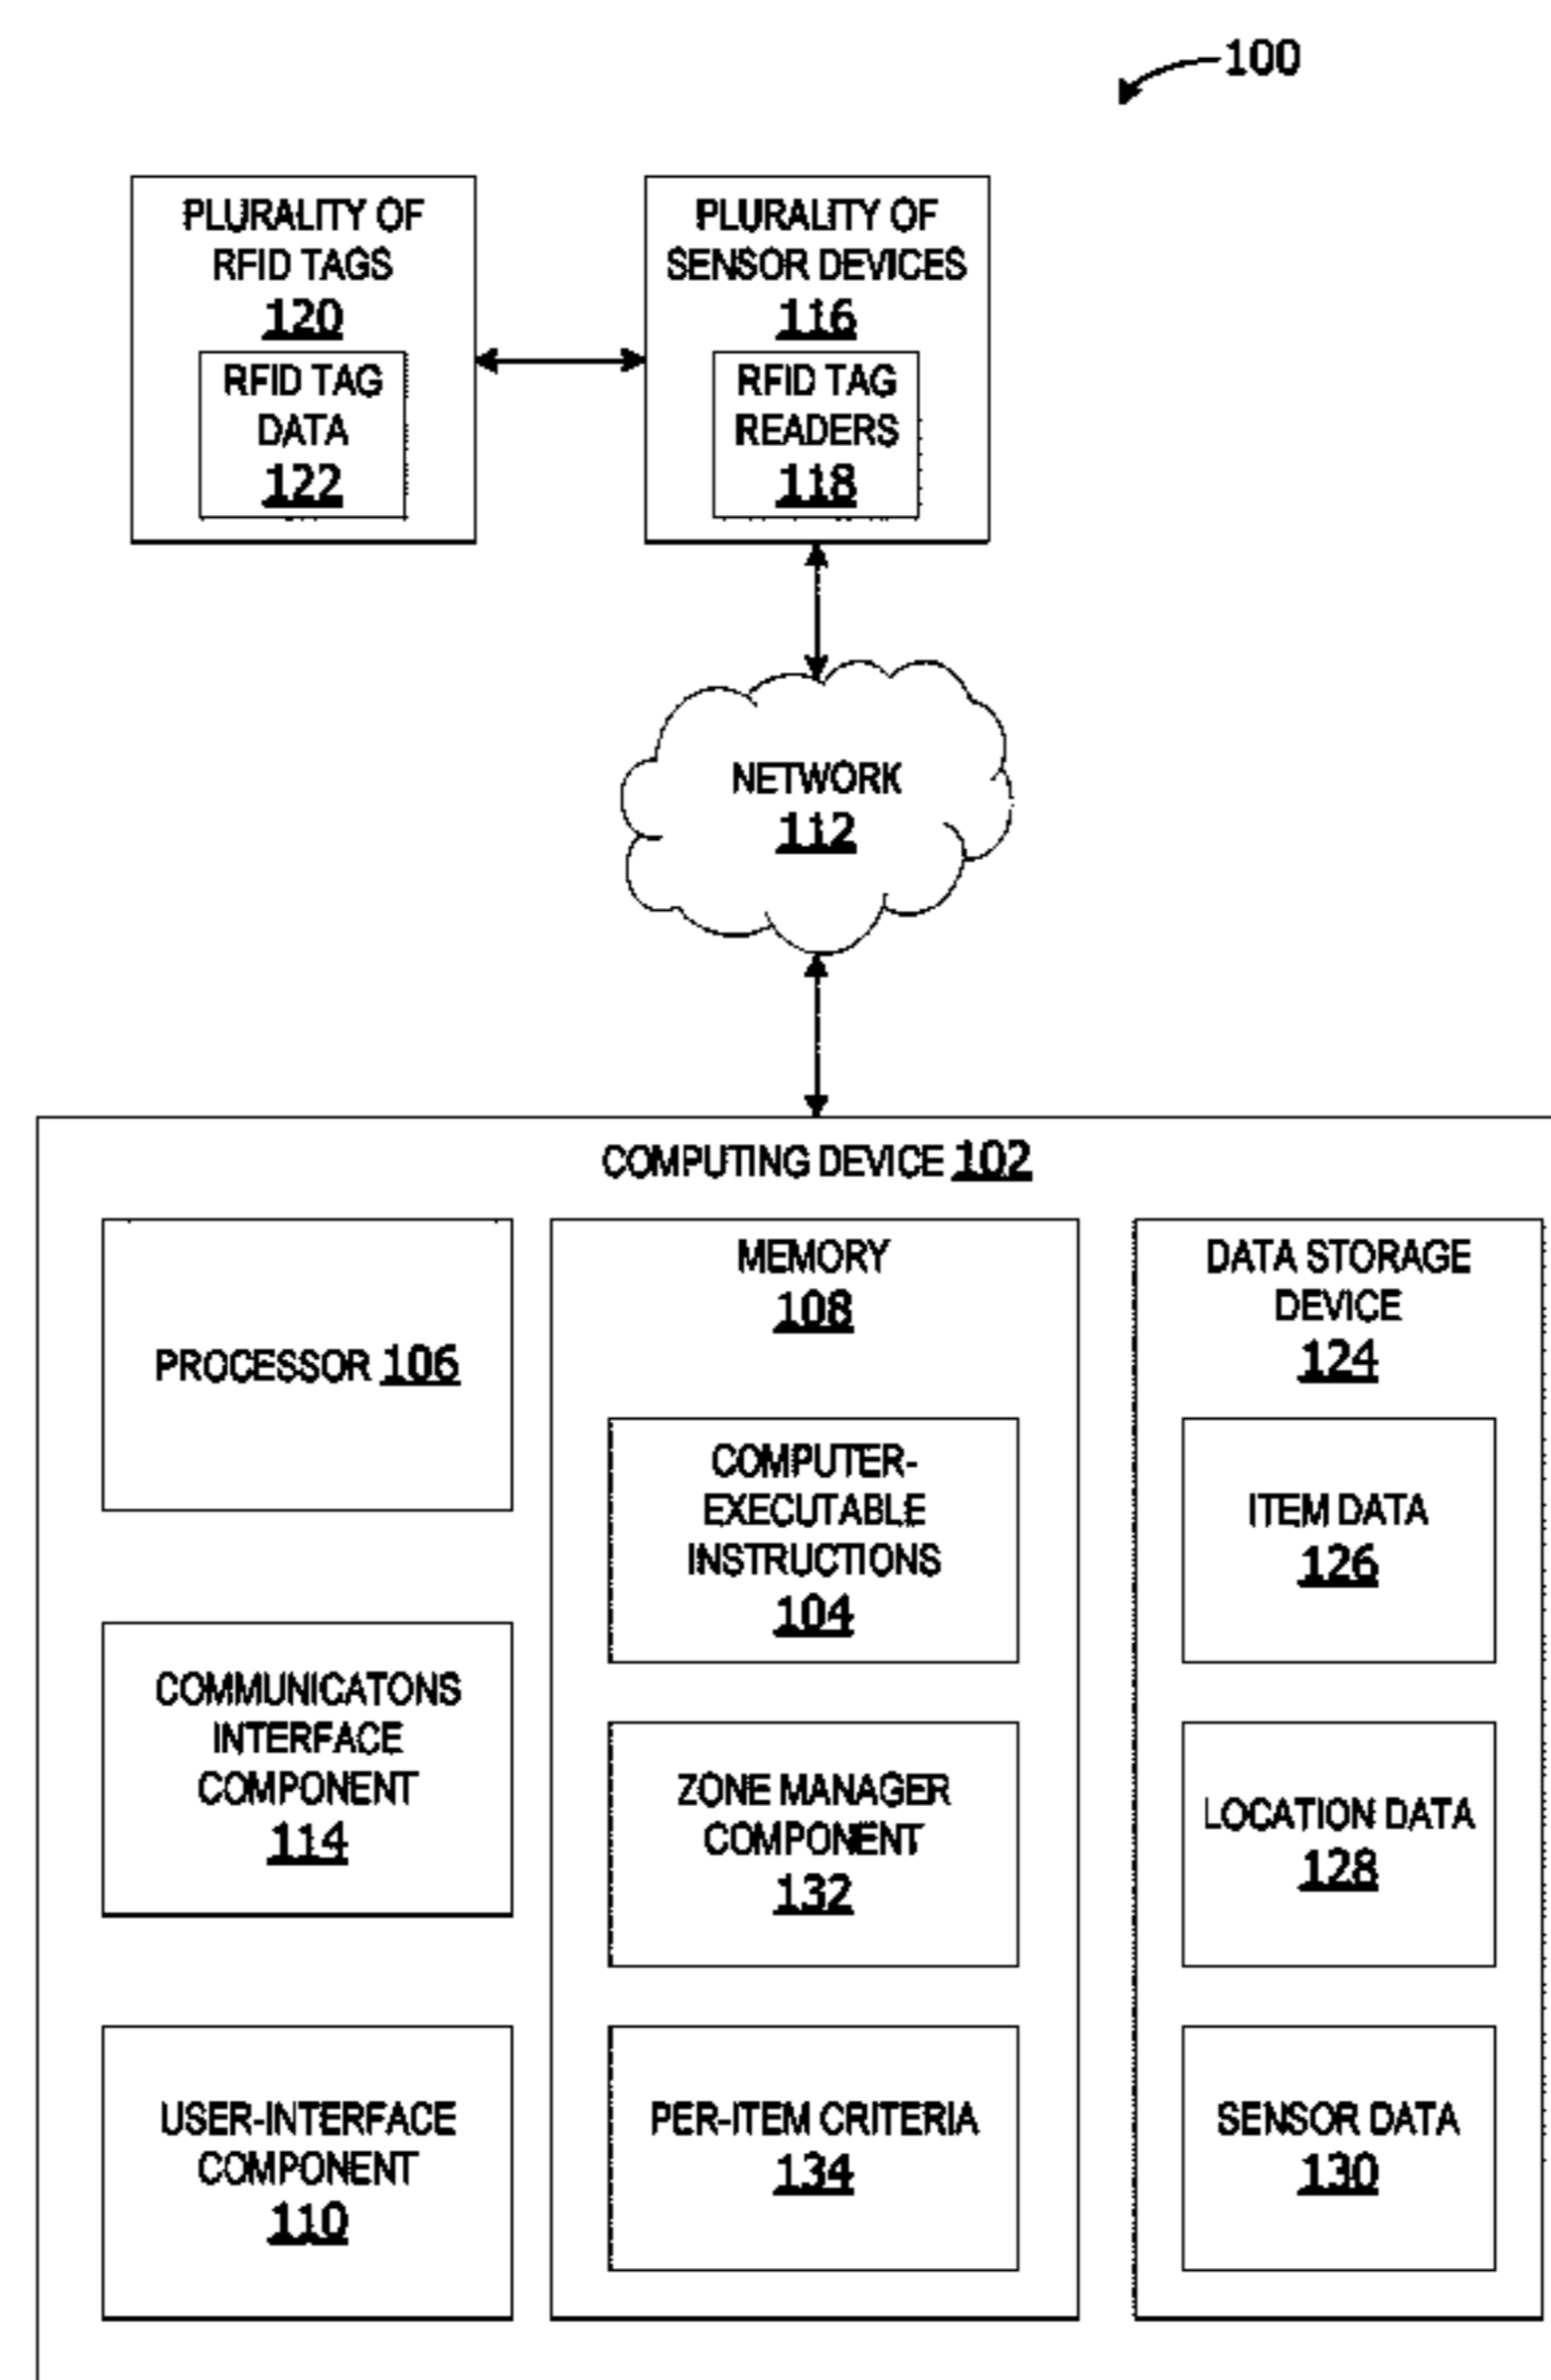 100
PLURALITY OF
RFID TAGS
120
RFID TAG
DATA
122
PLURALITY OF
SENSOR DEVICES
116
RFID TAG
READERS
118
NETWORK
112
COMPUTING DEVICE 102
PROCESSOR 106
COMMUNICATONS
INTERFACE
COMPONENT
114
USER-INTERFACE
COMPONENT
110
MEMORY
108
COMPUTER-
EXECUTABLE
INSTRUCTIONS
104
ZONE MANAGER
COMPONENT
132
PER-ITEM CRITERIA
134
DATA STORAGE
DEVICE
124
ITEM DATA
126
LOCATION DATA
128
SENSOR DATA
130